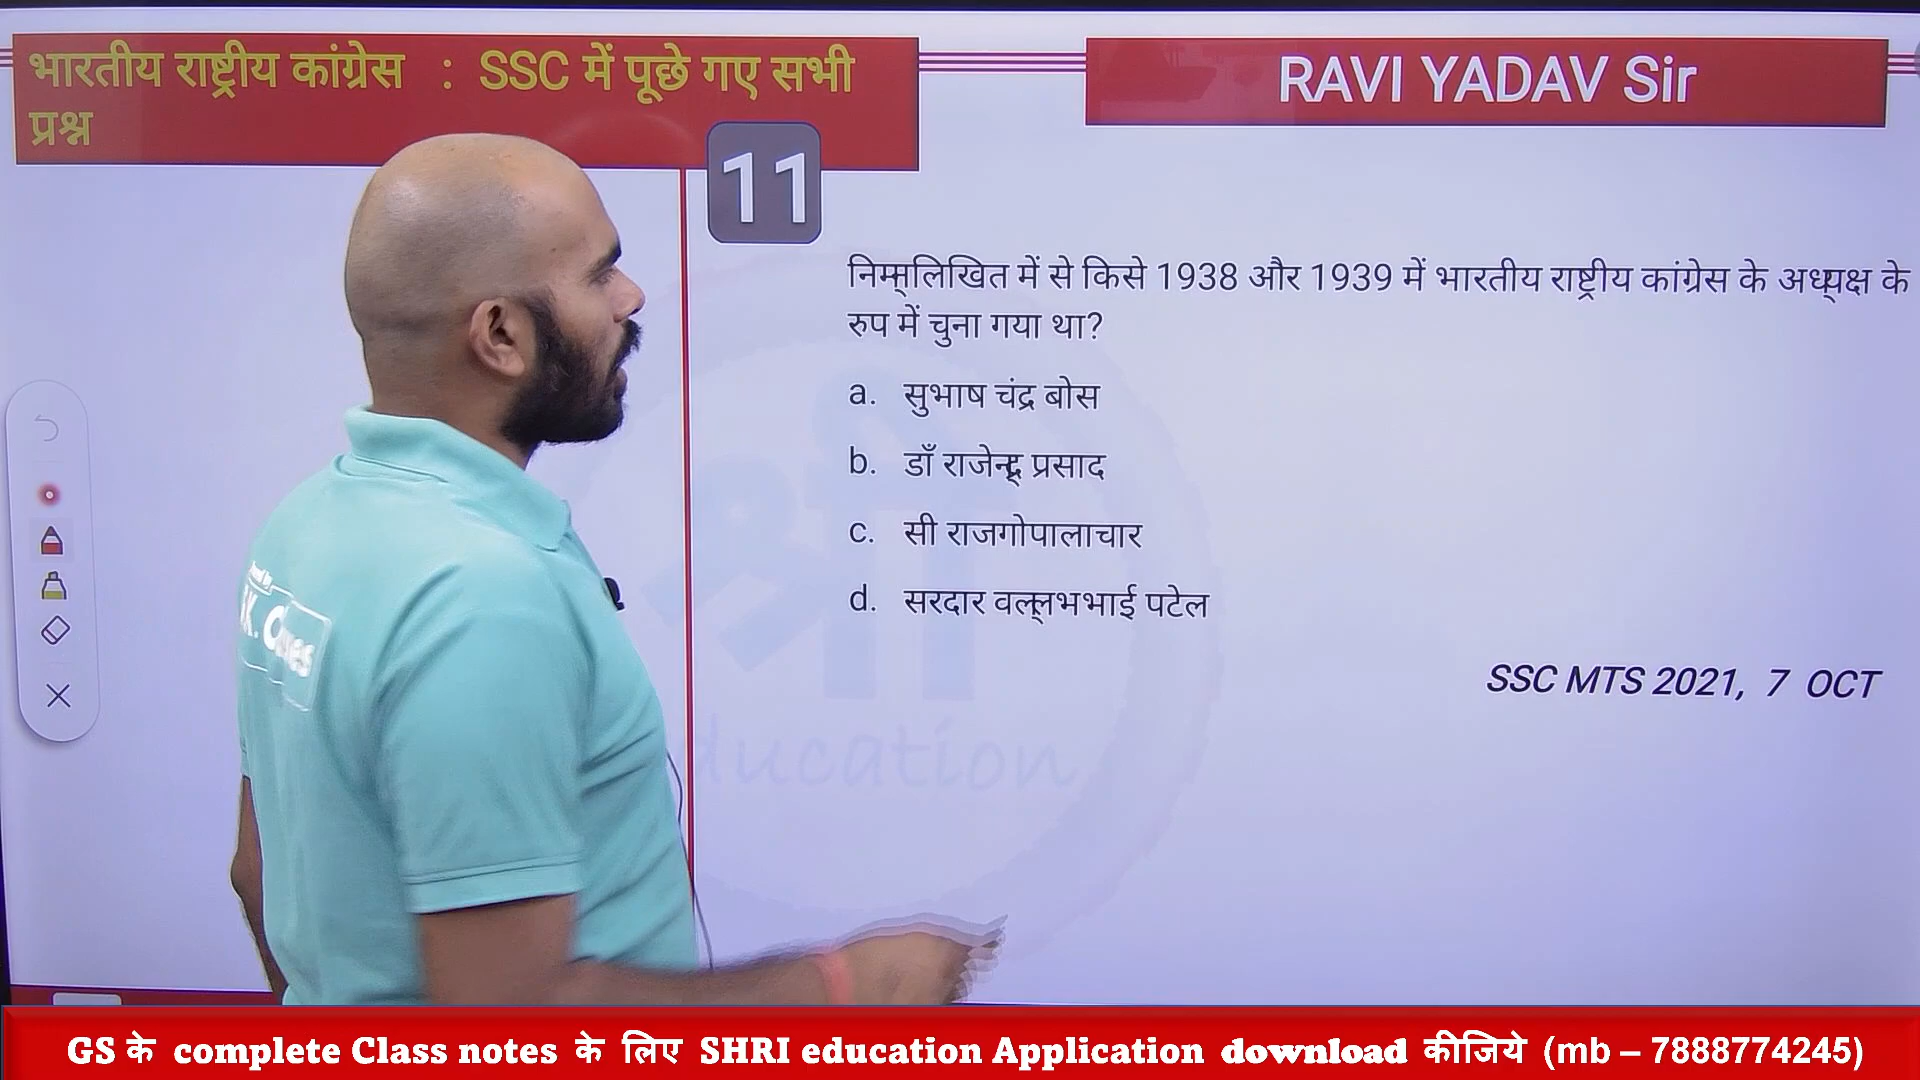 भारतीय राष्ट्रीय कांग्रेस : SSC में पूछे गए सभी
प्रश्न
RAVI YADAV Sir
11
निम्नलिखित में से किसे 1938 और 1939 में भारतीय राष्ट्रीय कांग्रेस के अध्यक्ष के
रुप में चुना गया था?
a. सुभाष चंद्र बोस
b. डाँ राजेन्द्र प्रसाद
c. सी राजगोपालाचार
d. सरदार वल्लभभाई पटेल
SSC MTS 2021, 7 OCT
श्री
ducation
GS के complete Class notes के लिए SHRI education Application download कीजिये (mb – 7888774245)